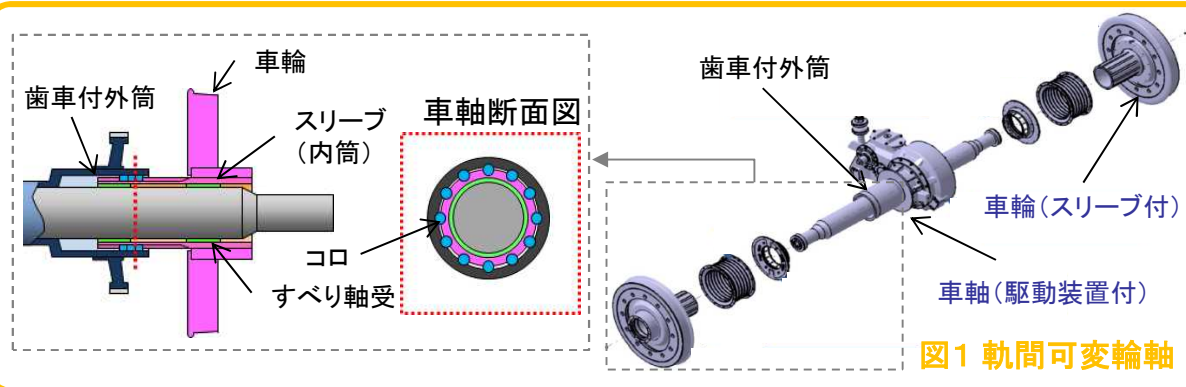 車輪
歯車付外筒
スリーブ
(内筒)
車軸断面図
コロ
すべり軸受
歯車付外筒
車輪(スリーブ付)
車軸(駆動装置付)
図1 軌間可変輪軸